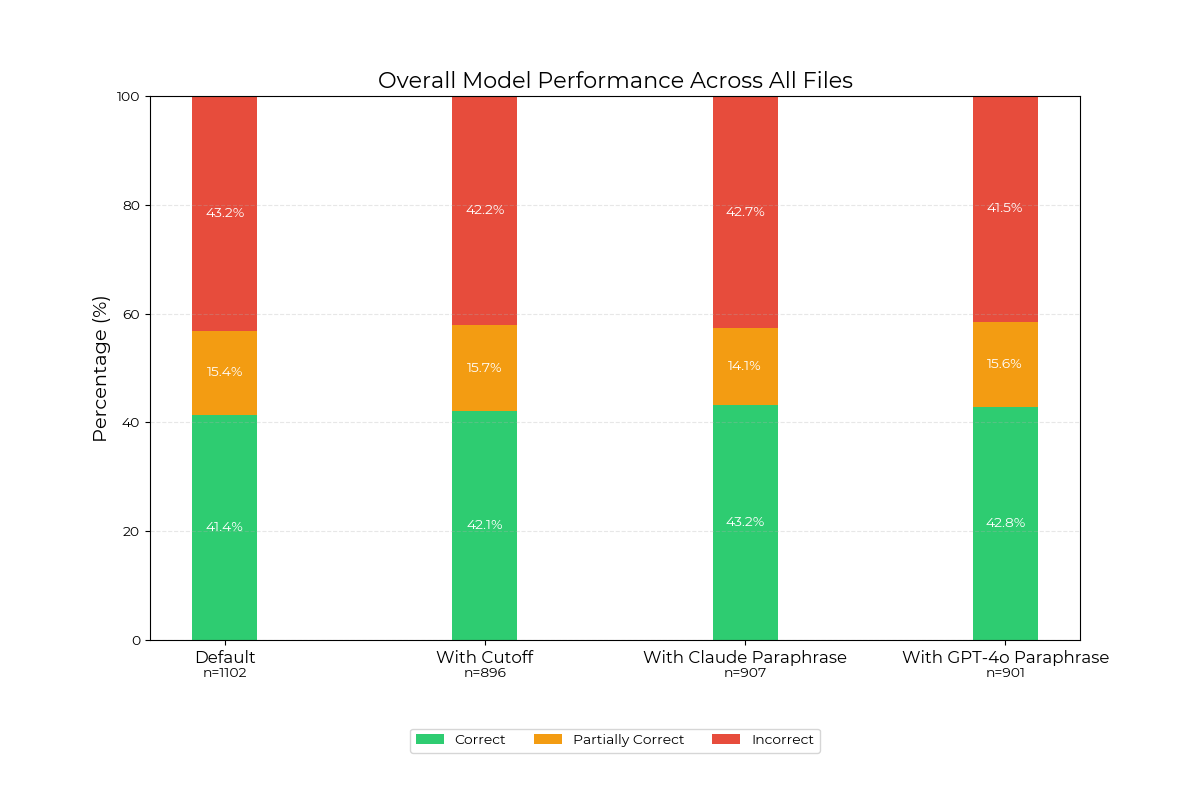 Overall Model Performance Across All Files
Percentage (%)
100
80
60
40
20
0
43.2%
15.4%
41.4%
42.2%
15.7%
42.1%
42.7%
14.1%
43.2%
41.5%
15.6%
42.8%
Default
n=1102
With Cutoff
n=896
With Claude Paraphrase
n=907
With GPT-4o Paraphrase
n=901
Correct
Partially Correct
Incorrect